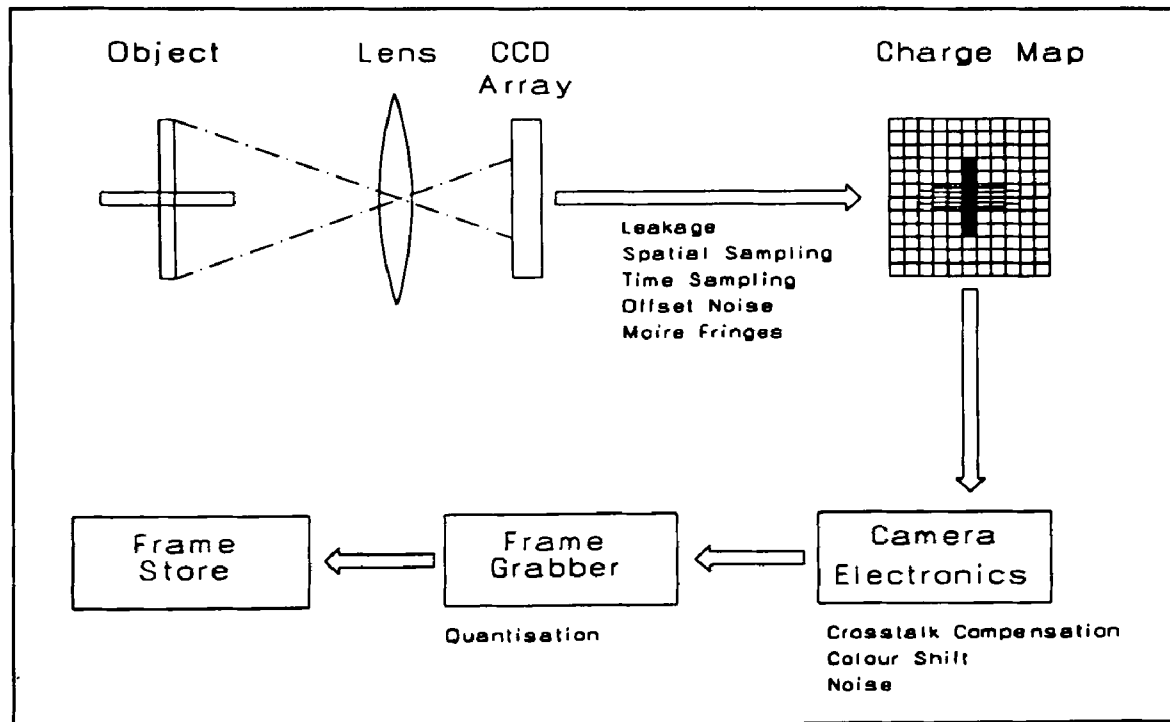 Object
Lens
CCD
Array
Charge Map
Leakage
Spatial Sampling
Time Sampling
Offset Noise
Moire Fringes
Frame
Store
Frame
Grabber
Camera
Electronics
Quantisation
Crosstalk Compensation
Colour Shift
Noise